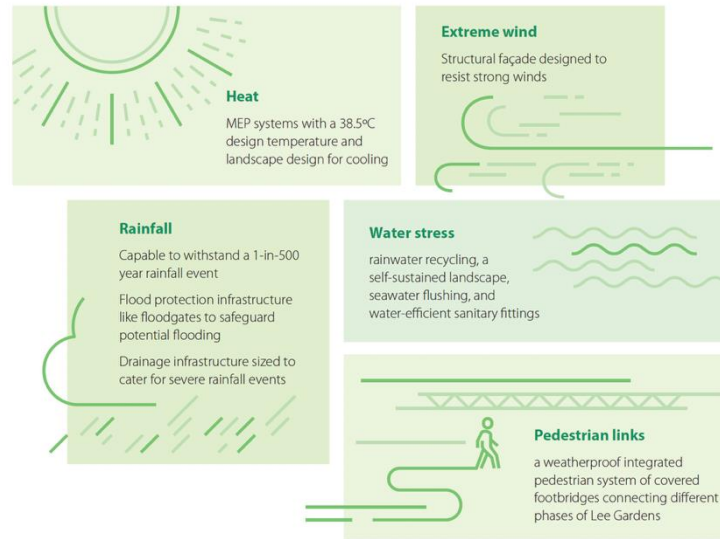 Heat
MEP systems with a 38.5ºC
design temperature and
landscape design for cooling
Extreme wind
Structural façade designed to
resist strong winds
Rainfall
Capable to withstand a 1-in-500
year rainfall event
Flood protection infrastructure
like floodgates to safeguard
potential flooding
Drainage infrastructure sized to
cater for severe rainfall events
Water stress
rainwater recycling, a
self-sustained landscape,
seawater flushing, and
water-efficient sanitary fittings
Pedestrian links
a weatherproof integrated
pedestrian system of covered
footbridges connecting different
phases of Lee Gardens